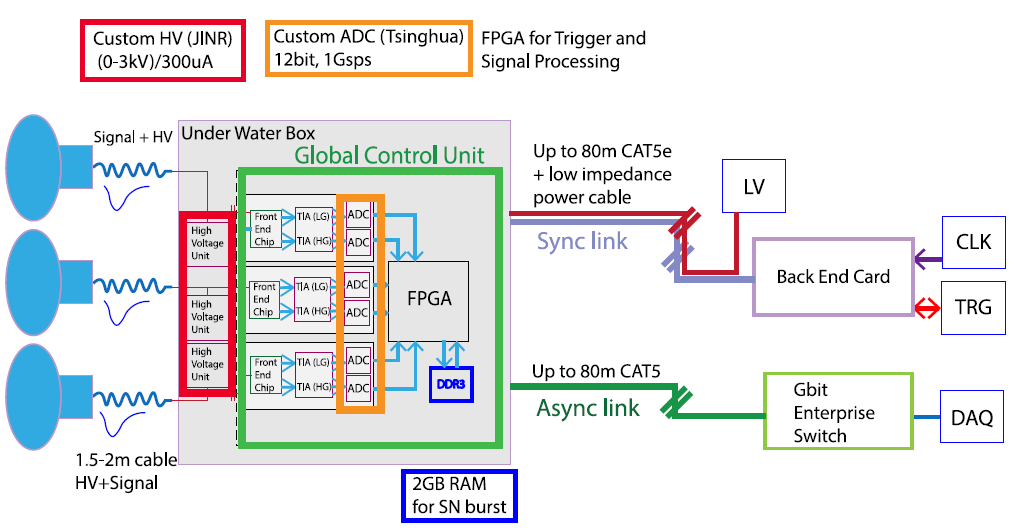 Custom HV (JINR)
(0-3kV)/300uA
Custom ADC (Tsinghua)
12bit, 1Gsps
FPGA for Trigger and
Signal Processing
Signal + HV
Under Water Box
Global Control Unit
High
Voltage
Unit
High
Voltage
Unit
High
Voltage
Unit
Front
End
Chip
TIA (LG)
TIA (HG)
ADC
ADC
Front
End
Chip
TIA (LG)
TIA (HG)
ADC
ADC
Front
End
Chip
TIA (LG)
TIA (HG)
ADC
ADC
FPGA
DDR3
Up to 80m CAT5e
+ low impedance
power cable
Sync link
LV
Back End Card
CLK
TRG
Up to 80m CAT5
Async link
Gbit
Enterprise
Switch
DAQ
1.5-2m cable
HV+Signal
2GB RAM
for SN burst